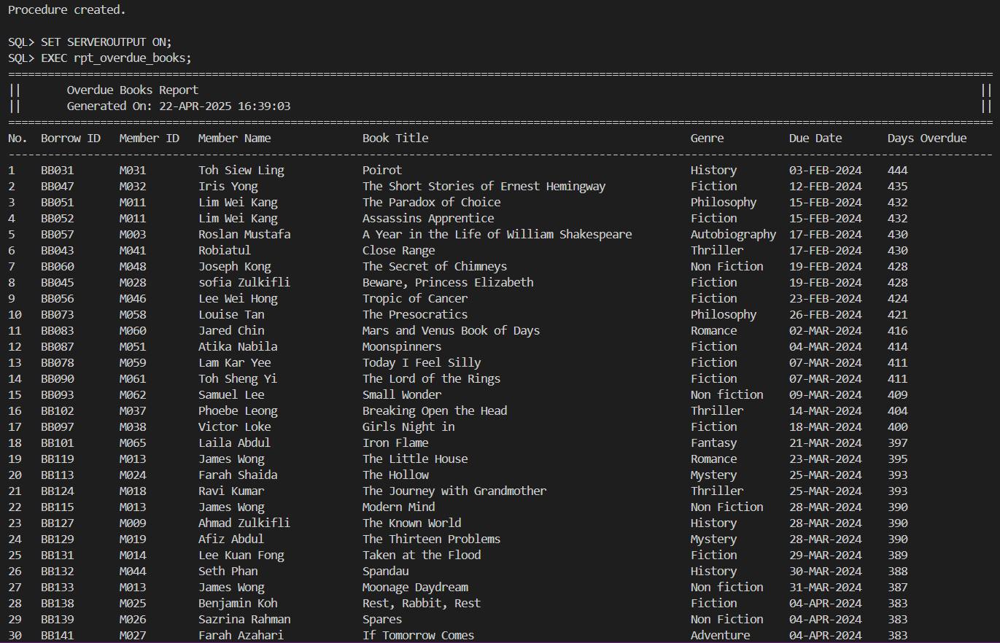 Procedure created.
SQL> SET SERVEROUTPUT ON;
SQL> EXEC rpt_overdue_books;
======================================================================================================================================================
||       Overdue Books Report                                                                                                                       ||
||       Generated On: 22-APR-2025 16:39:03                                                                                                         ||
======================================================================================================================================================
No.  Borrow ID   Member ID   Member Name              Book Title                                        Genre          Due Date       Days Overdue
------------------------------------------------------------------------------------------------------------------------------------------------------
1    BB031       M031        Toh Siew Ling            Poirot                                            History        03-FEB-2024    444
2    BB047       M032        Iris Yong                The Short Stories of Ernest Hemingway             Fiction        12-FEB-2024    435
3    BB051       M011        Lim Wei Kang             The Paradox of Choice                             Philosophy     15-FEB-2024    432
4    BB052       M011        Lim Wei Kang             Assassins Apprentice                              Fiction        15-FEB-2024    432
5    BB057       M003        Roslan Mustafa           A Year in the Life of William Shakespeare         Autobiography  17-FEB-2024    430
6    BB043       M041        Robiatul                 Close Range                                       Thriller       17-FEB-2024    430
7    BB060       M048        Joseph Kong              The Secret of Chimneys                            Non Fiction    19-FEB-2024    428
8    BB045       M028        sofia Zulkifli           Beware, Princess Elizabeth                        Fiction        19-FEB-2024    428
9    BB056       M046        Lee Wei Hong             Tropic of Cancer                                  Fiction        23-FEB-2024    424
10   BB073       M058        Louise Tan               The Presocratics                                  Philosophy     26-FEB-2024    421
11   BB083       M060        Jared Chin               Mars and Venus Book of Days                       Romance        02-MAR-2024    416
12   BB087       M051        Atika Nabila             Moonspinners                                      Fiction        04-MAR-2024    414
13   BB078       M059        Lam Kar Yee              Today I Feel Silly                                Fiction        07-MAR-2024    411
14   BB090       M061        Toh Sheng Yi             The Lord of the Rings                             Fiction        07-MAR-2024    411
15   BB093       M062        Samuel Lee               Small Wonder                                      Non fiction    09-MAR-2024    409
16   BB102       M037        Phoebe Leong             Breaking Open the Head                            Thriller       14-MAR-2024    404
17   BB097       M038        Victor Loke              Girls Night in                                    Fiction        18-MAR-2024    400
18   BB101       M065        Laila Abdul              Iron Flame                                        Fantasy        21-MAR-2024    397
19   BB119       M013        James Wong               The Little House                                  Romance        23-MAR-2024    395
20   BB113       M024        Farah Shaida             The Hollow                                        Mystery        25-MAR-2024    393
21   BB124       M018        Ravi Kumar               The Journey with Grandmother                      Thriller       25-MAR-2024    393
22   BB115       M013        James Wong               Modern Mind                                       Non Fiction    28-MAR-2024    390
23   BB127       M009        Ahmad Zulkifli           The Known World                                   History        28-MAR-2024    390
24   BB129       M019        Afiz Abdul               The Thirteen Problems                             Mystery        28-MAR-2024    390
25   BB131       M014        Lee Kuan Fong            Taken at the Flood                                Fiction        29-MAR-2024    389
26   BB132       M044        Seth Phan                Spandau                                           History        30-MAR-2024    388
27   BB133       M013        James Wong               Moonage Daydream                                  Non fiction    31-MAR-2024    387
28   BB138       M025        Benjamin Koh             Rest, Rabbit, Rest                                Fiction        04-APR-2024    383
29   BB139       M026        Sazrina Rahman           Spares                                            Non Fiction    04-APR-2024    383
30   BB141       M027        Farah Azahari            If Tomorrow Comes                                 Adventure      04-APR-2024    383